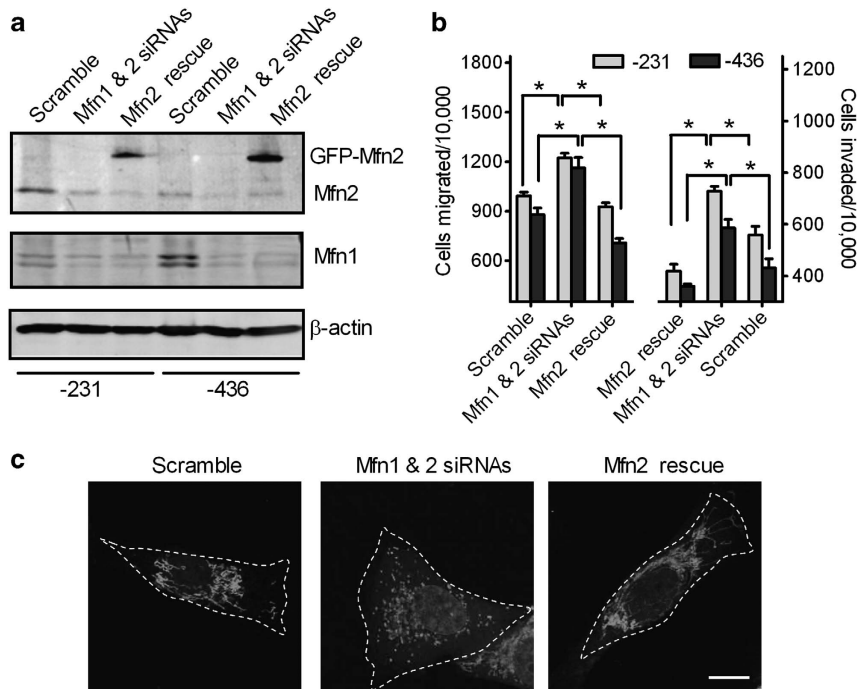 a
Scramble
Mfn1 & 2 siRNAs
Mfn2 rescue
Scramble
Mfn1 & 2 siRNAs
Mfn2 rescue
GFP-Mfn2
Mfn2
Mfn1
β-actin
-231
-436
b
-231
-436
Cells migrated/10,000
1800
1500
1200
900
600
* * * *
* * * *
1200
1000
800
600
400
Cells invaded/10,000
Scramble
Mfn1 & 2 siRNAs
Mfn2 rescue
Mfn2 rescue
Mfn1 & 2 siRNAs
Scramble
c
Scramble
Mfn1 & 2 siRNAs
Mfn2 rescue